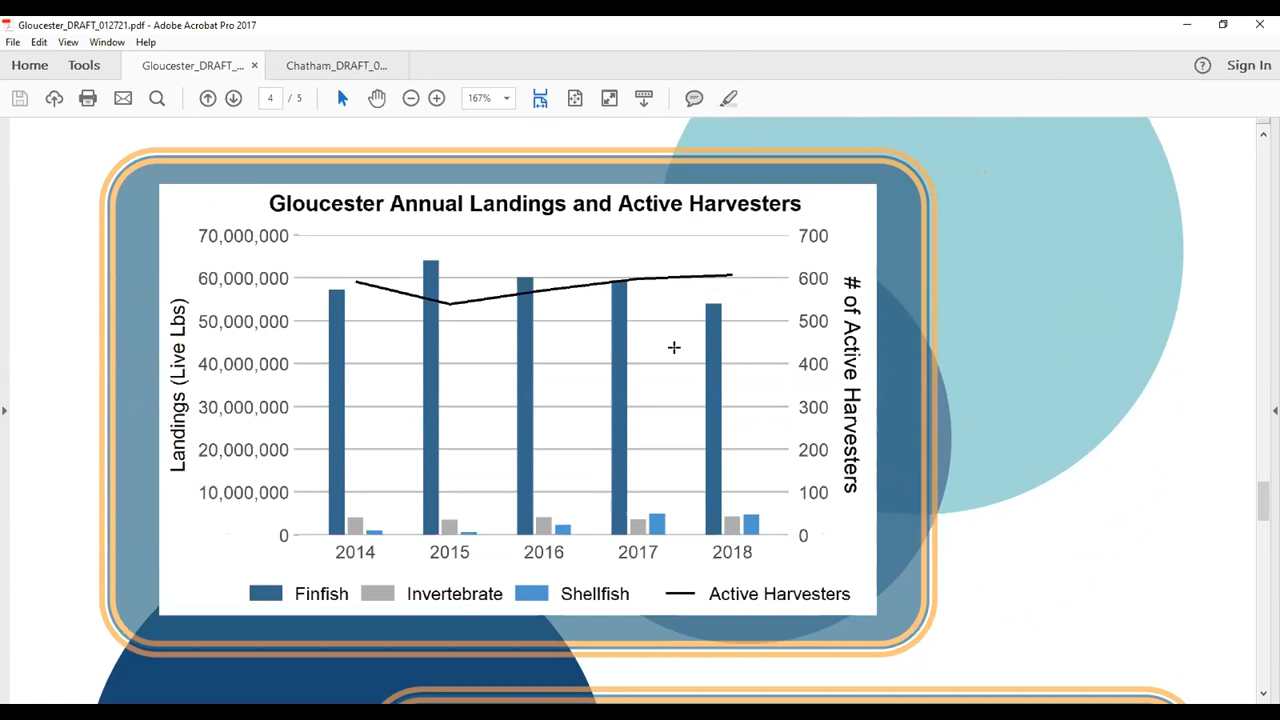 Gloucester_DRAFT_012721.pdf - Adobe Acrobat Pro 2017
File Edit View Window Help
Home Tools Gloucester_DRAFT_... × Chatham_DRAFT_0... ? Sign In
4 / 5 167%
Gloucester Annual Landings and Active Harvesters
70,000,000 700
60,000,000 600
50,000,000 500
40,000,000 400
30,000,000 300
20,000,000 200
10,000,000 100
0 0
Landings (Live Lbs)
# of Active Harvesters
2014 2015 2016 2017 2018
Finfish Invertebrate Shellfish Active Harvesters